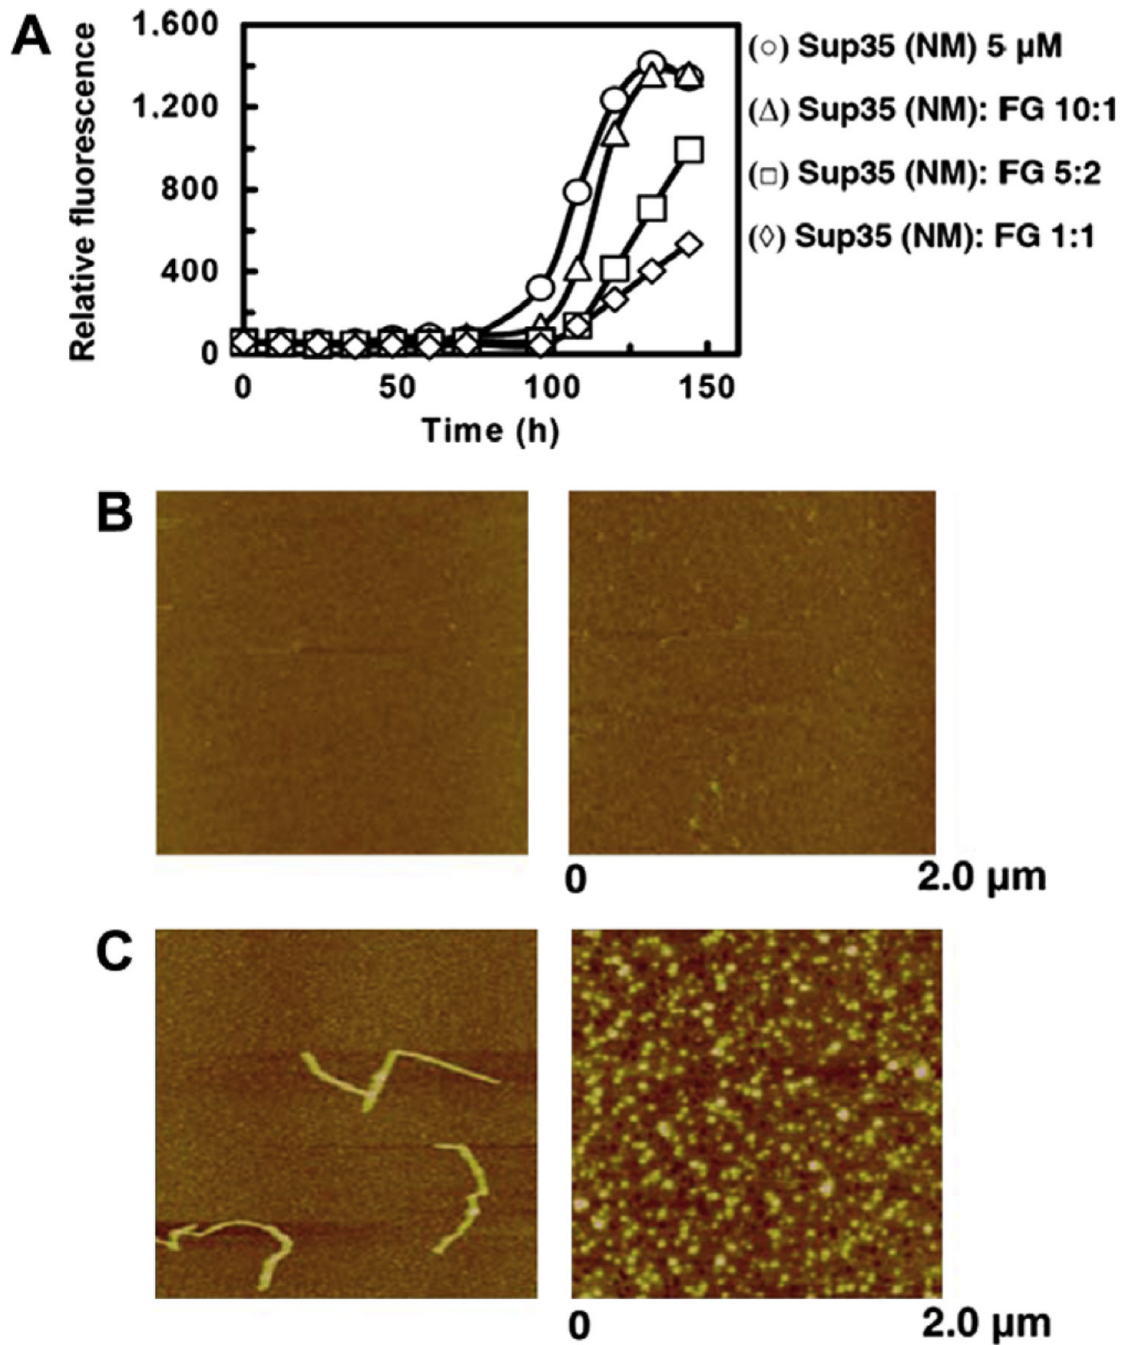 A
Relative fluorescence
1.600
1.200
800
400
0
0 50 100 150
Time (h)
(○) Sup35 (NM) 5 µM
(△) Sup35 (NM): FG 10:1
(□) Sup35 (NM): FG 5:2
(◊) Sup35 (NM): FG 1:1
B
0 2.0 µm
C
0 2.0 µm